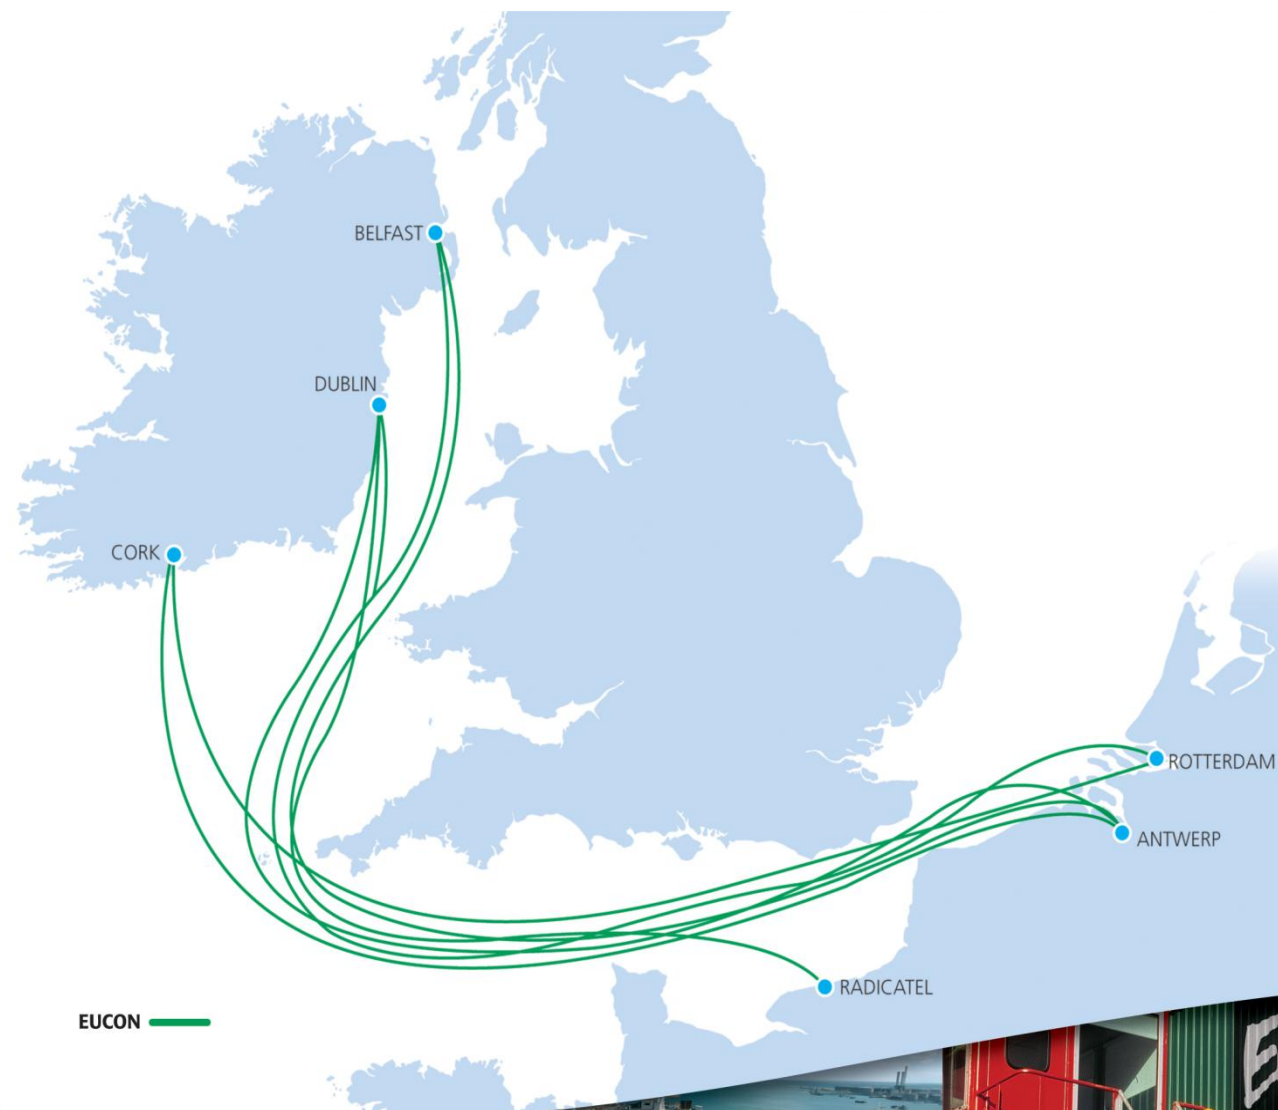 BELFAST
DUBLIN
CORK
ROTTERDAM
ANTWERP
RADICATEL
EUCON
E